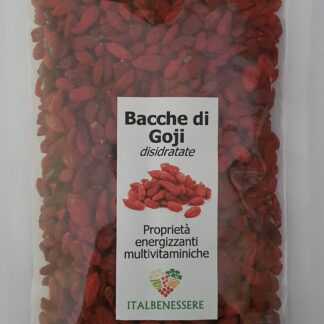 Bacche di
Goji
disidratate
Proprietà
energizzanti
multivitaminiche
ITALBENESSERE